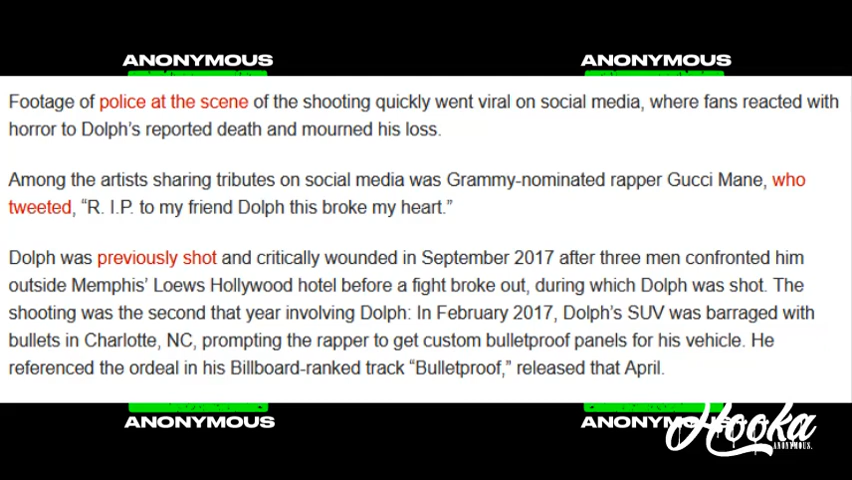 ANONYMOUS ANONYMOUS
Footage of police at the scene of the shooting quickly went viral on social media, where fans reacted with
horror to Dolph's reported death and mourned his loss.
Among the artists sharing tributes on social media was Grammy-nominated rapper Gucci Mane, who
tweeted, “R. I.P. to my friend Dolph this broke my heart.”
Dolph was previously shot and critically wounded in September 2017 after three men confronted him
outside Memphis’ Loews Hollywood hotel before a fight broke out, during which Dolph was shot. The
shooting was the second that year involving Dolph: In February 2017, Dolph’s SUV was barraged with
bullets in Charlotte, NC, prompting the rapper to get custom bulletproof panels for his vehicle. He
referenced the ordeal in his Billboard-ranked track “Bulletproof,” released that April.
ANONYMOUS ANONYMOUS
Hooka
ANONYMOUS.